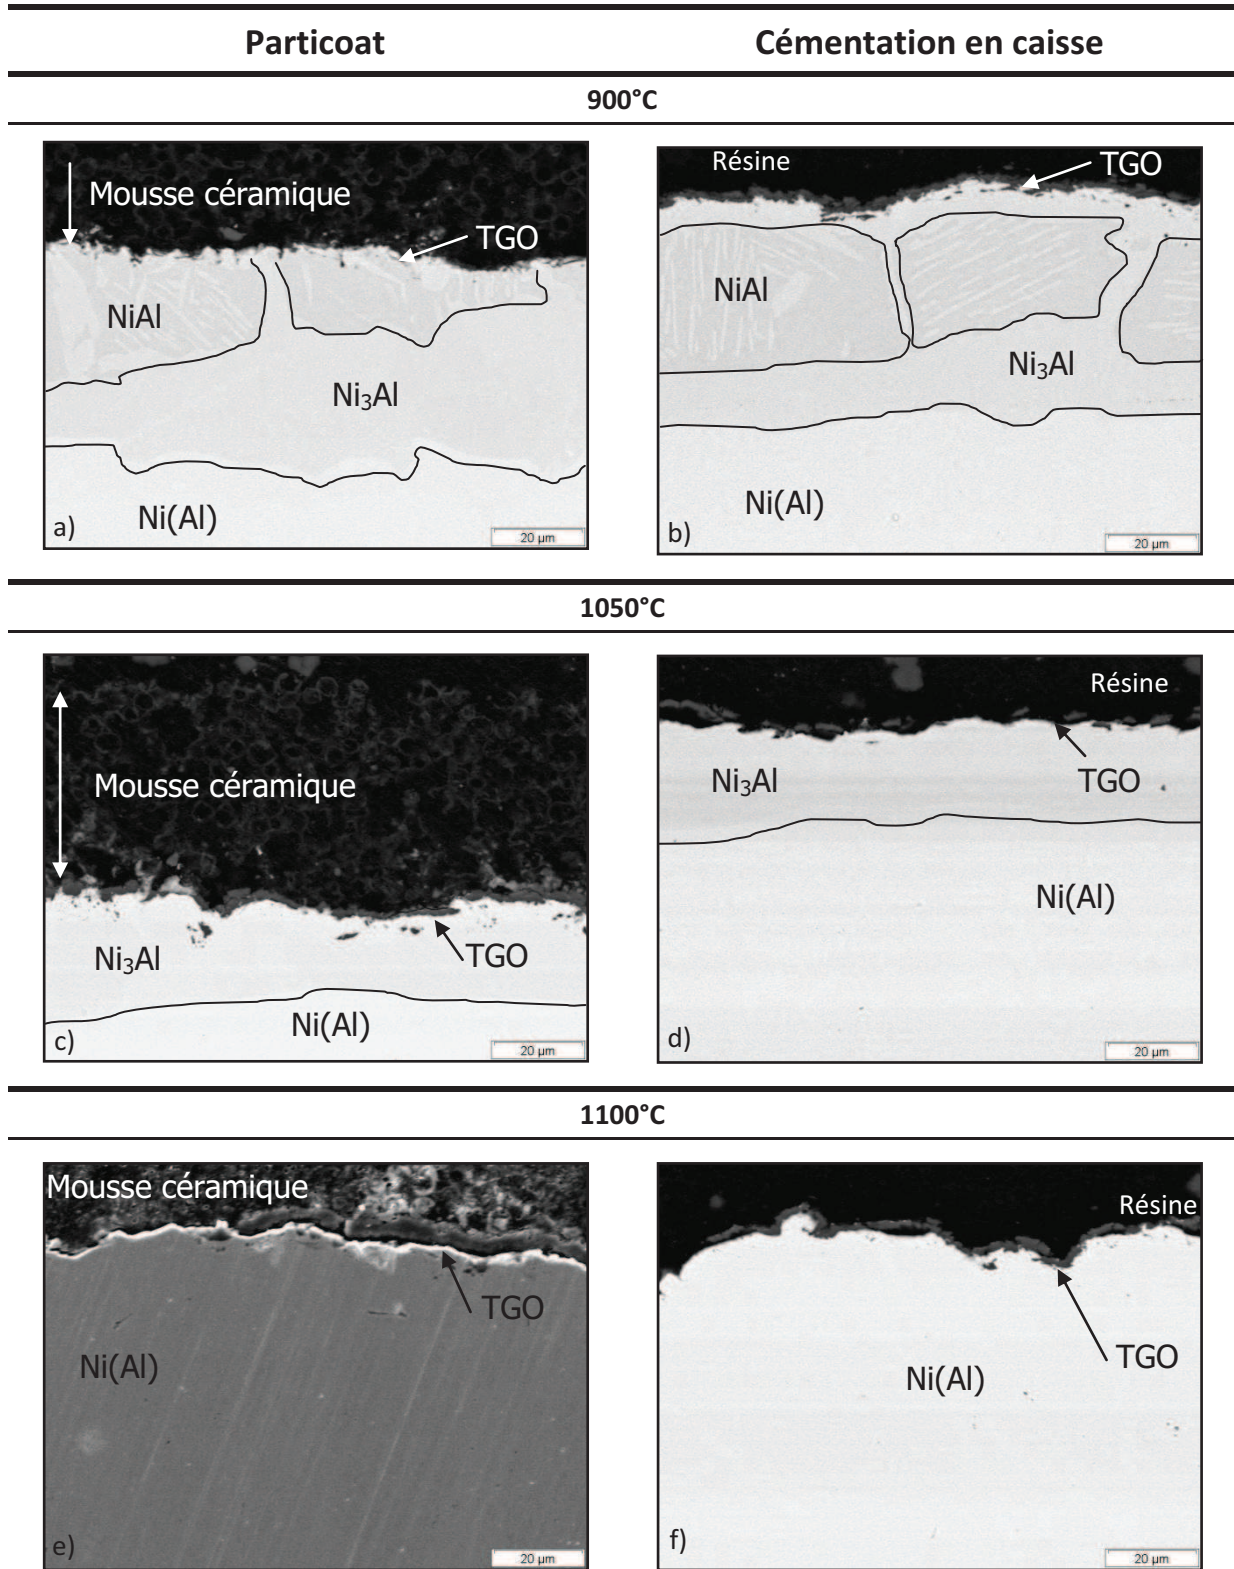 Particoat Cémentation en caisse
900°C
Mousse céramique
TGO
NiAl
Ni₃Al
Ni(Al)
a)
20 µm
Résine
TGO
NiAl
Ni₃Al
Ni(Al)
b)
20 µm
1050°C
Mousse céramique
Ni₃Al
TGO
Ni(Al)
c)
20 µm
Résine
Ni₃Al
TGO
Ni(Al)
d)
20 µm
1100°C
Mousse céramique
TGO
Ni(Al)
e)
20 µm
Résine
TGO
Ni(Al)
f)
20 µm